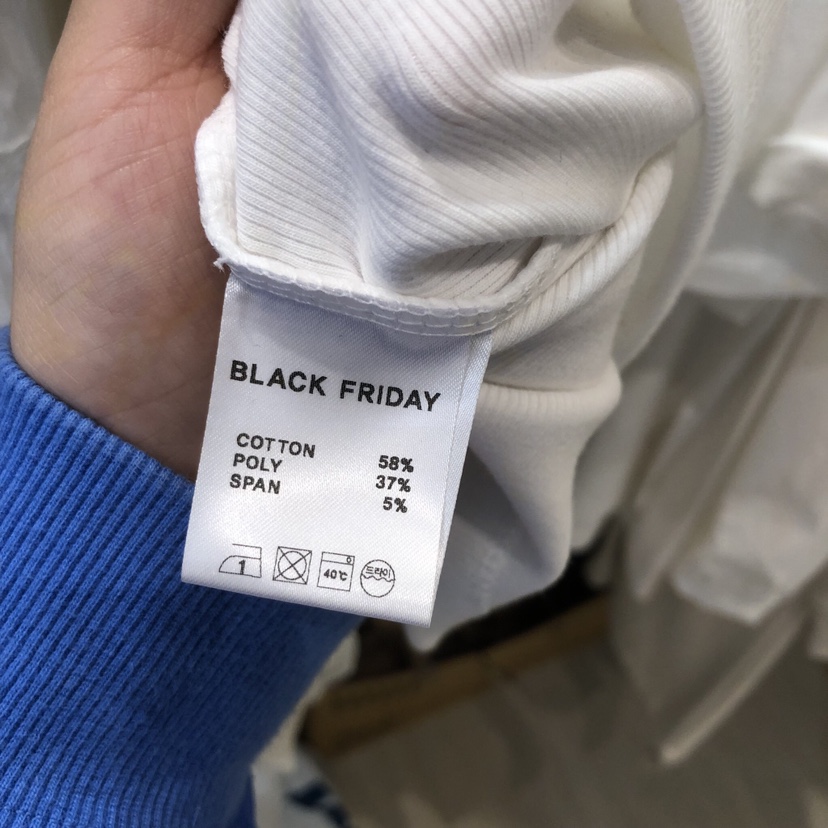 BLACK FRIDAY
COTTON 58%
POLY 37%
SPAN 5%
1 40℃ 드라이